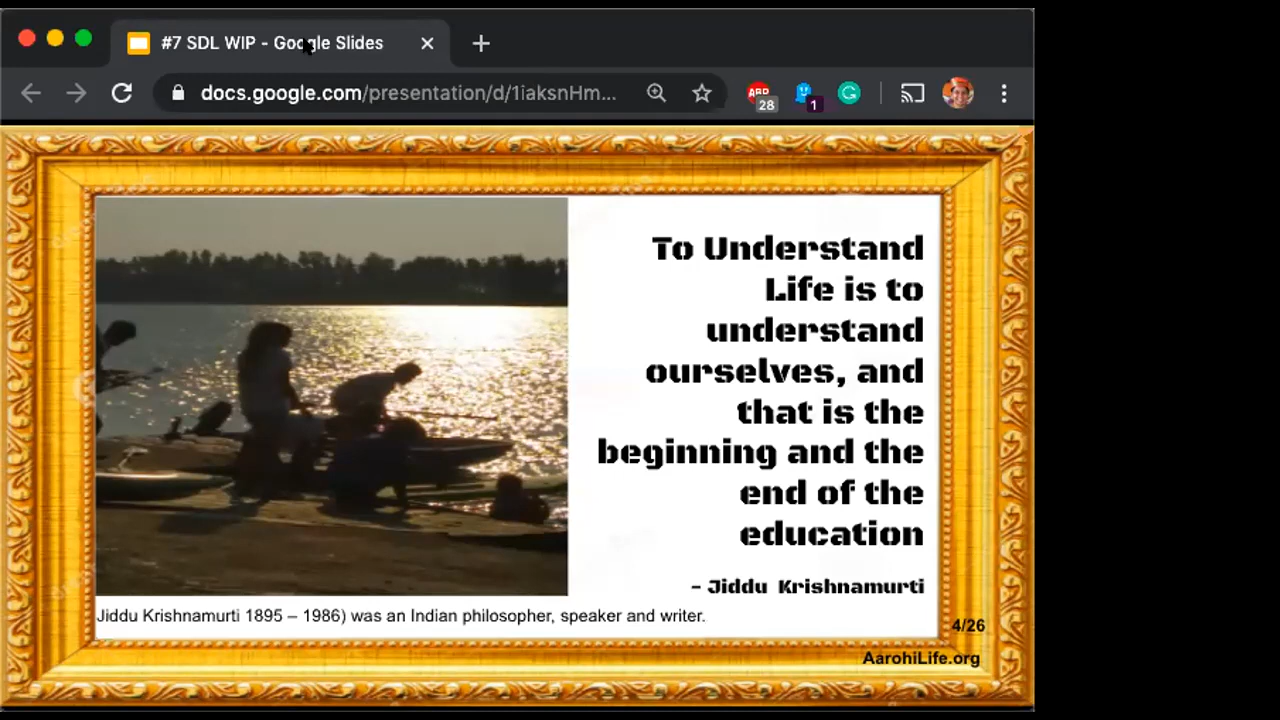 #7 SDL WIP - Google Slides
docs.google.com/presentation/d/1iaksnHm...
28
1
To Understand
Life is to
understand
ourselves, and
that is the
beginning and the
end of the
education
– Jiddu Krishnamurti
Jiddu Krishnamurti 1895 – 1986) was an Indian philosopher, speaker and writer.
4/26
AarohiLife.org